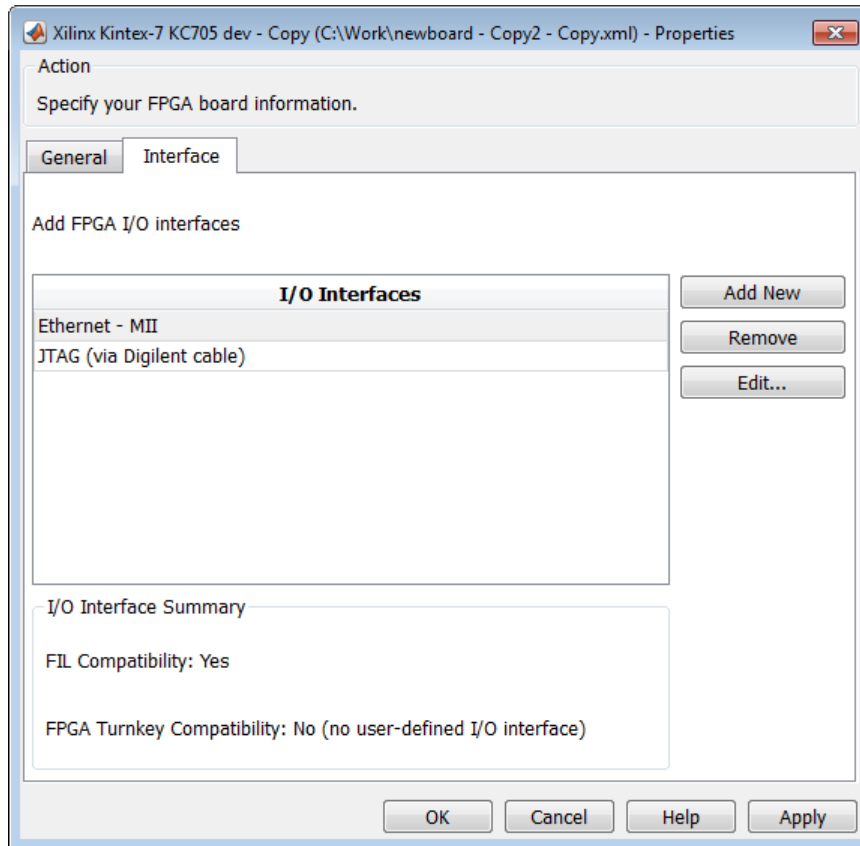 Xilinx Kintex-7 KC705 dev - Copy (C:\Work\newboard - Copy2 - Copy.xml) - Properties
Action
Specify your FPGA board information.
General Interface
Add FPGA I/O interfaces
I/O Interfaces
Ethernet - MII
JTAG (via Digilent cable)
Add New
Remove
Edit...
I/O Interface Summary
FIL Compatibility: Yes
FPGA Turnkey Compatibility: No (no user-defined I/O interface)
OK Cancel Help Apply